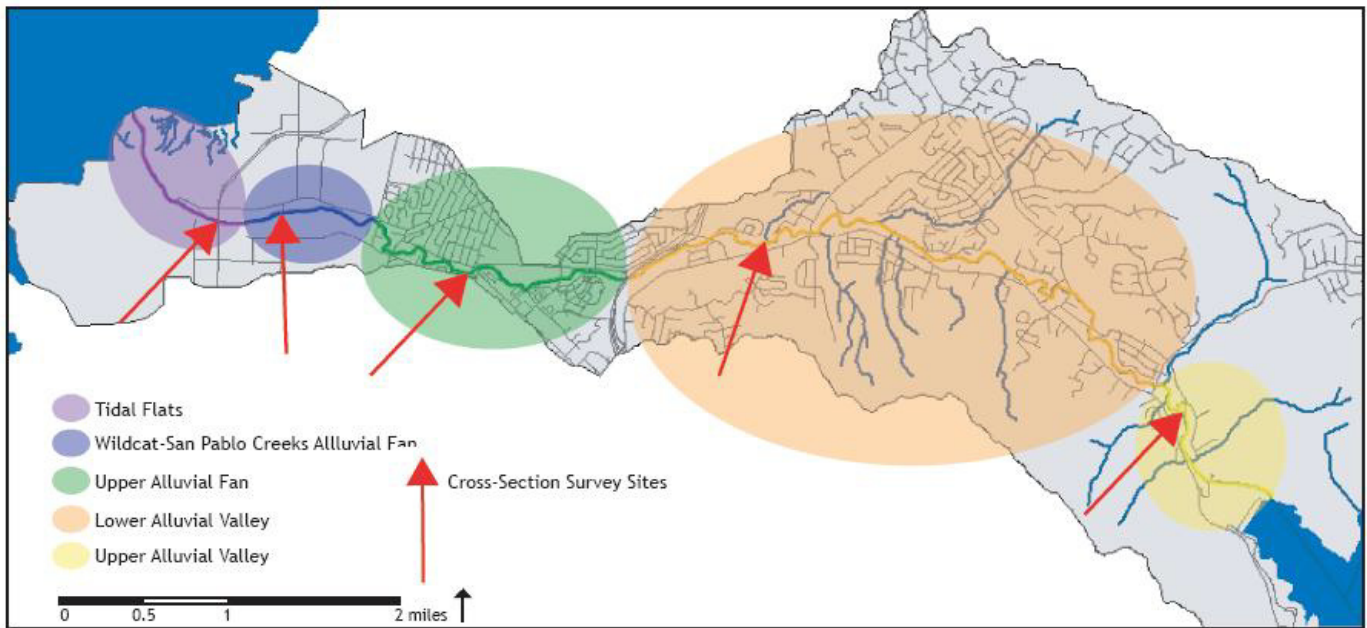 Tidal Flats
Wildcat-San Pablo Creeks Allluvial Fan
Upper Alluvial Fan
Cross-Section Survey Sites
Lower Alluvial Valley
Upper Alluvial Valley
0 0.5 1 2 miles